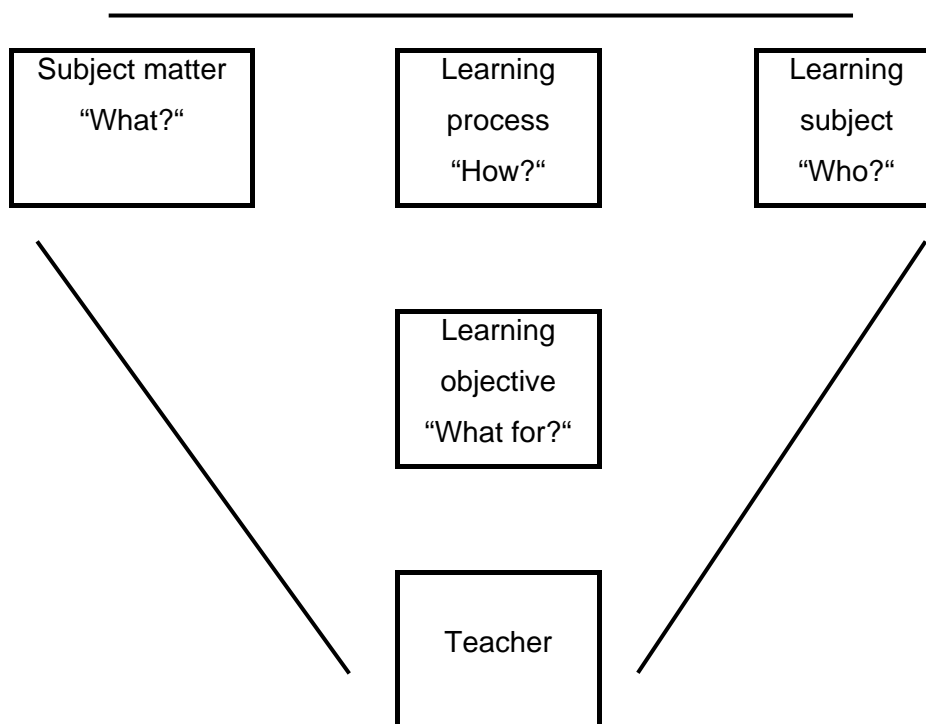 Subject matter
“What?“
Learning
process
“How?“
Learning
subject
“Who?“
Learning
objective
“What for?“
Teacher